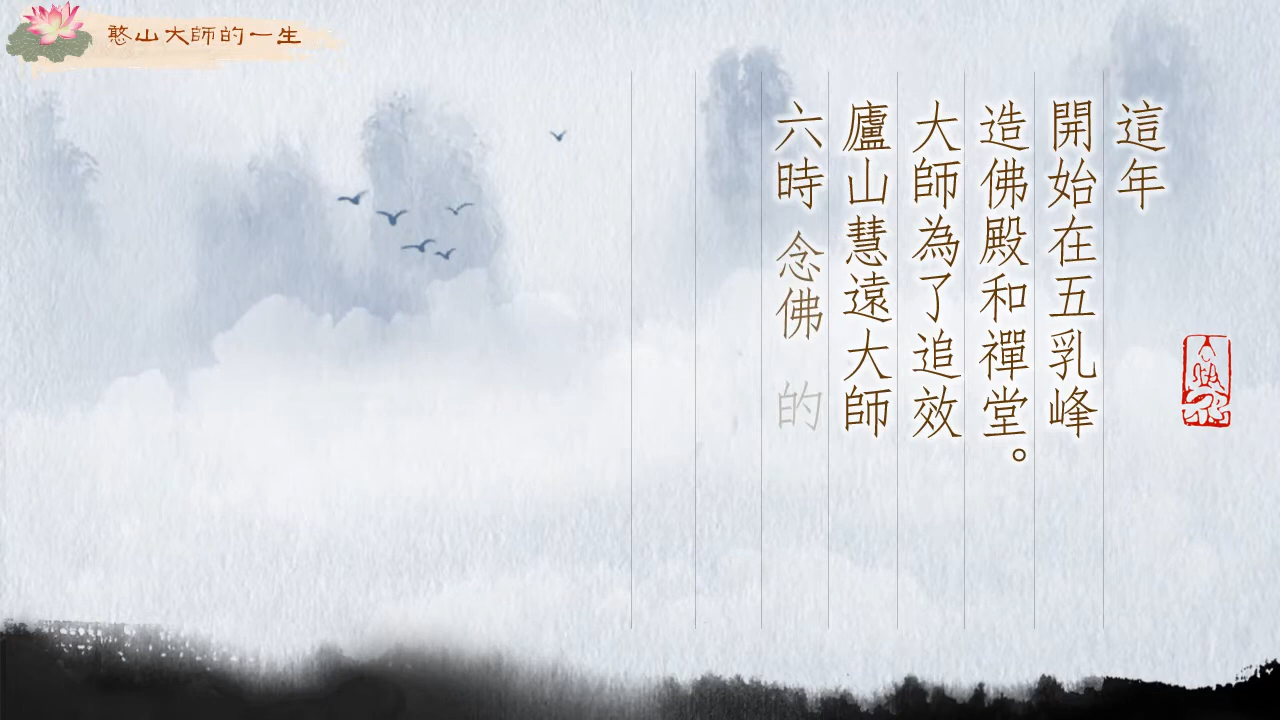 憨山大師的一生
這年
開始在五乳峰
造佛殿和禪堂。
大師為了追效
廬山慧遠大師
六時 念佛 的